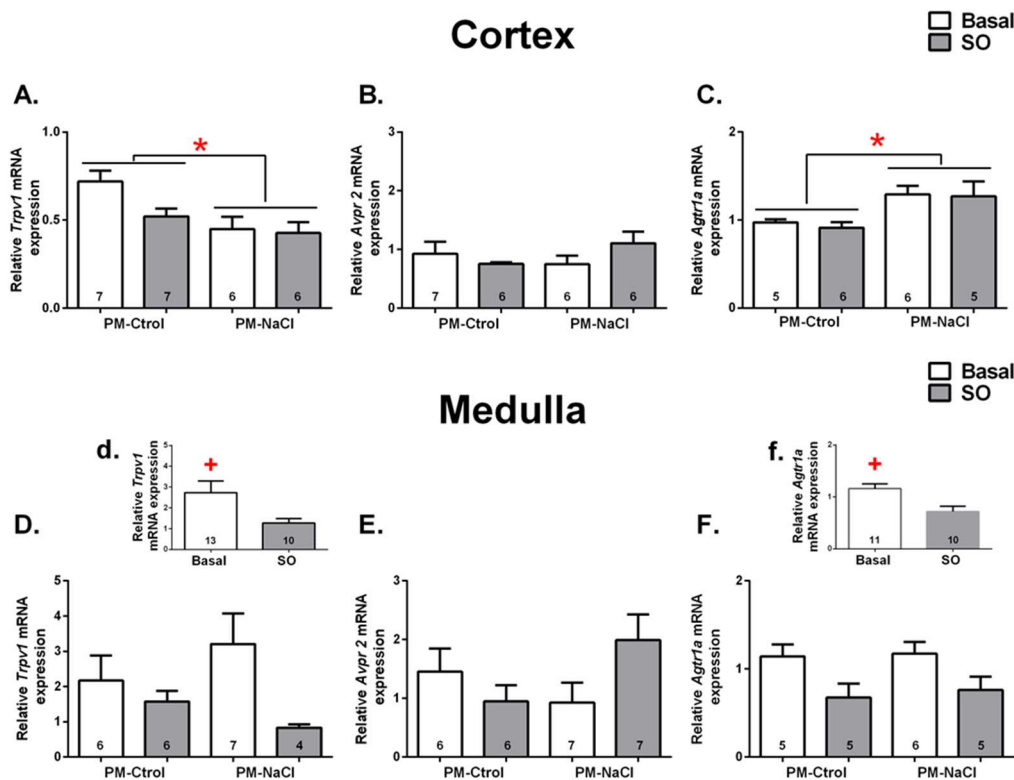 Cortex
Basal
SO
A.
Relative Trpv1 mRNA
expression
1.0
0.5
0.0
*
7
7
6
6
PM-Ctrol
PM-NaCl
B.
Relative Avpr 2 mRNA
expression
3
2
1
0
7
6
6
6
PM-Ctrol
PM-NaCl
C.
Relative Agtr1a mRNA
expression
2
1
0
*
5
6
6
5
PM-Ctrol
PM-NaCl
Medulla
Basal
SO
d.
Relative Trpv1
mRNA expression
5
4
3
2
1
0
+
13
10
Basal
SO
f.
Relative Agtr1a
mRNA expression
2
1
0
+
11
10
Basal
SO
D.
Relative Trpv1 mRNA
expression
5
4
3
2
1
0
6
6
7
4
PM-Ctrol
PM-NaCl
E.
Relative Avpr 2 mRNA
expression
3
2
1
0
6
6
7
7
PM-Ctrol
PM-NaCl
F.
Relative Agtr1a mRNA
expression
2
1
0
5
5
6
5
PM-Ctrol
PM-NaCl